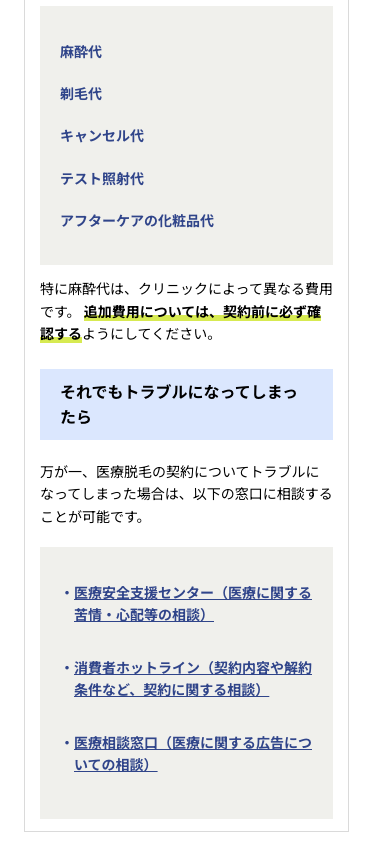 麻酔代
剃毛代
キャンセル代
テスト照射代
アフターケアの化粧品代
特に麻酔代は、クリニックによって異なる費用
です。 追加費用については、契約前に必ず確
認するようにしてください。
それでもトラブルになってしまっ
たら
万が一、医療脱毛の契約についてトラブルに
なってしまった場合は、以下の窓口に相談する
ことが可能です。
・医療安全支援センター（医療に関する
苦情・心配等の相談）
・消費者ホットライン（契約内容や解約
条件など、契約に関する相談）
・医療相談窓口（医療に関する広告につ
いての相談）